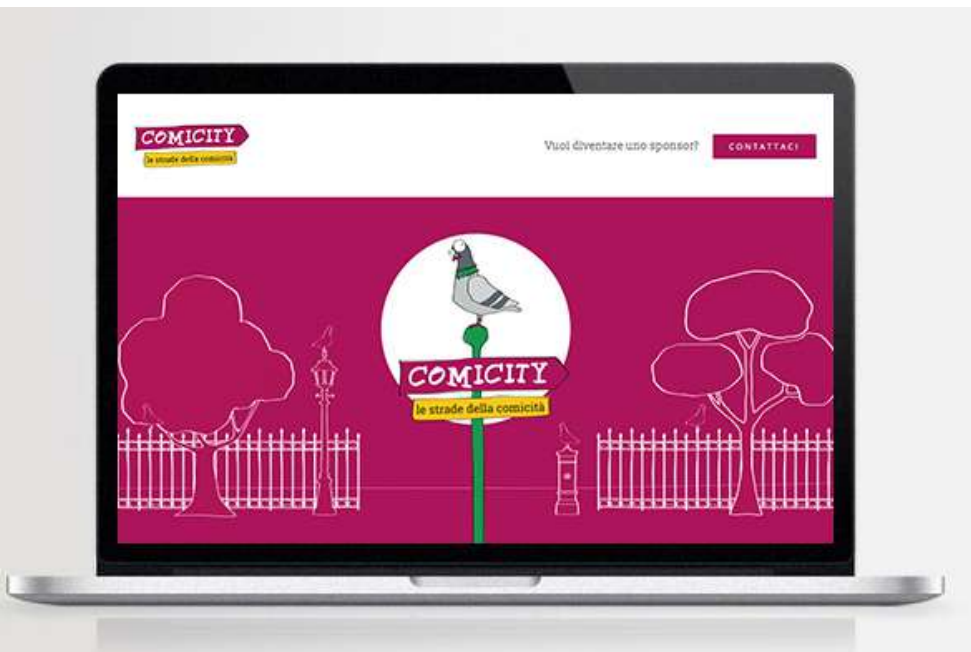 COMICITY
le strade della comicità
Vuoi diventare uno sponsor?
CONTATTACI
COMICITY
le strade della comicità